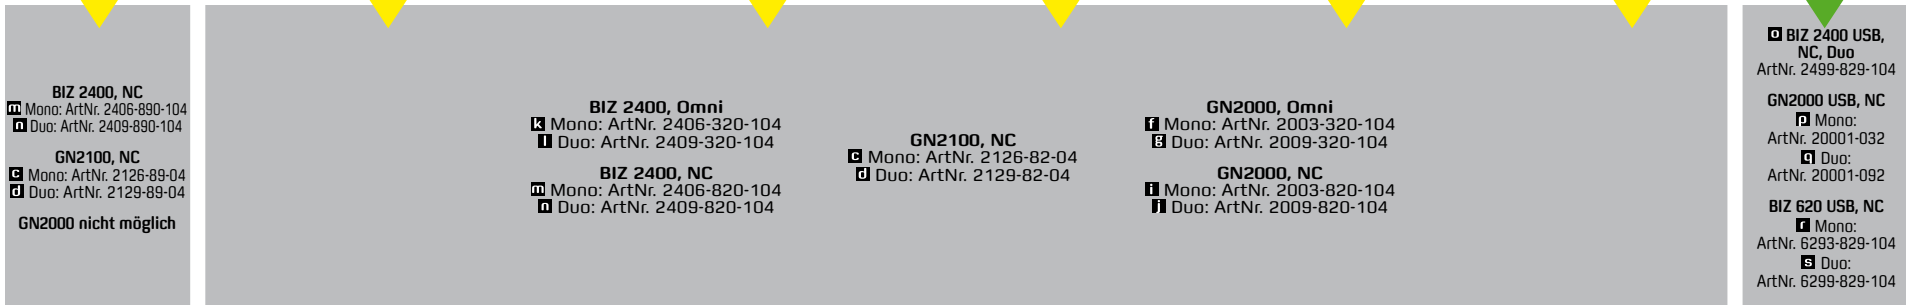 BIZ 2400, NC
m Mono: ArtNr. 2406-890-104
n Duo: ArtNr. 2409-890-104
GN2100, NC
c Mono: ArtNr. 2126-89-04
d Duo: ArtNr. 2129-89-04
GN2000 nicht möglich
BIZ 2400, Omni
k Mono: ArtNr. 2406-320-104
l Duo: ArtNr. 2409-320-104
BIZ 2400, NC
m Mono: ArtNr. 2406-820-104
n Duo: ArtNr. 2409-820-104
GN2100, NC
c Mono: ArtNr. 2126-82-04
d Duo: ArtNr. 2129-82-04
GN2000, Omni
f Mono: ArtNr. 2003-320-104
g Duo: ArtNr. 2009-320-104
GN2000, NC
i Mono: ArtNr. 2003-820-104
j Duo: ArtNr. 2009-820-104
o BIZ 2400 USB,
NC, Duo
ArtNr. 2499-829-104
GN2000 USB, NC
p Mono:
ArtNr. 20001-032
q Duo:
ArtNr. 20001-092
BIZ 620 USB, NC
r Mono:
ArtNr. 6293-829-104
s Duo:
ArtNr. 6299-829-104